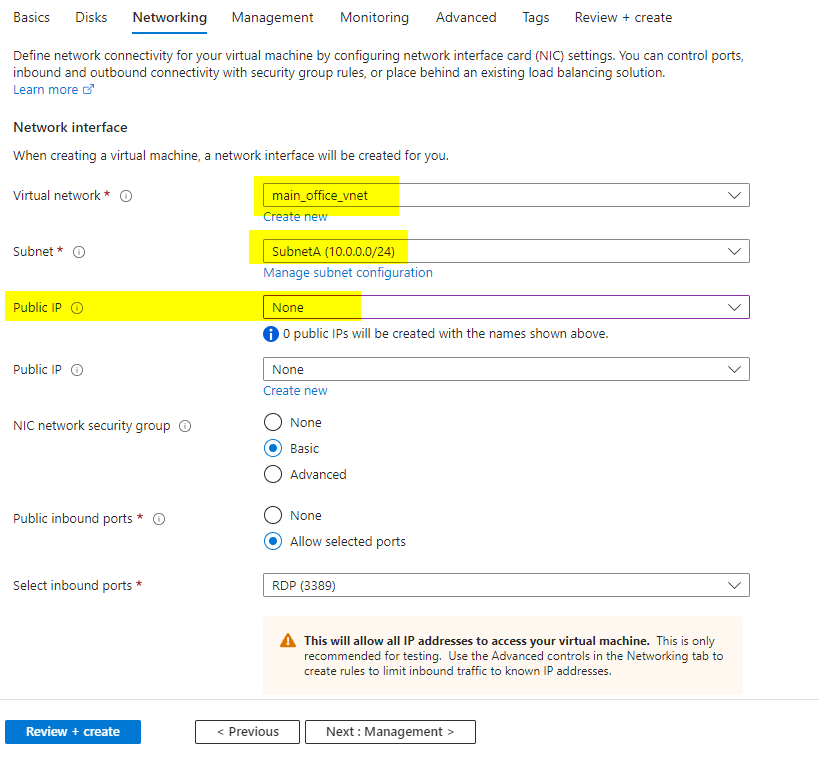 Basics Disks Networking Management Monitoring Advanced Tags Review + create
Define network connectivity for your virtual machine by configuring network interface card (NIC) settings. You can control ports,
inbound and outbound connectivity with security group rules, or place behind an existing load balancing solution.
Learn more
Network interface
When creating a virtual machine, a network interface will be created for you.
Virtual network * main_office_vnet
Create new
Subnet * SubnetA (10.0.0.0/24)
Manage subnet configuration
Public IP None
0 public IPs will be created with the names shown above.
Public IP None
Create new
NIC network security group
None
Basic
Advanced
Public inbound ports *
None
Allow selected ports
Select inbound ports * RDP (3389)
This will allow all IP addresses to access your virtual machine. This is only
recommended for testing. Use the Advanced controls in the Networking tab to
create rules to limit inbound traffic to known IP addresses.
Review + create < Previous Next : Management >